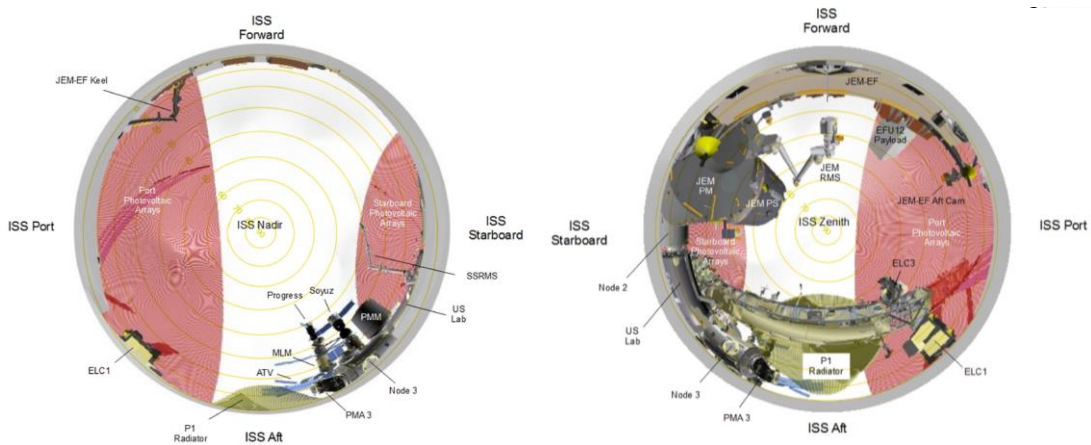 ISS
Forward
JEM-EF Keel
Port
Photovoltaic
Arrays
ISS Port
ISS Nadir
Starboard
Photovoltaic
Arrays
ISS
Starboard
SSRMS
Progress
Soyuz
PMM
US
Lab
MLM
ATV
ELC1
Node 3
PMA 3
P1
Radiator
ISS Aft
ISS
Forward
JEM-EF
EFU12
Payload
JEM
RMS
JEM
PM
JEM PS
JEM-EF Aft Cam
ISS
Starboard
ISS Zenith
Port
Photovoltaic
Arrays
ISS Port
Starboard
Photovoltaic
Arrays
Node 2
ELC3
US
Lab
P1
Radiator
ELC1
Node 3
PMA 3
ISS Aft